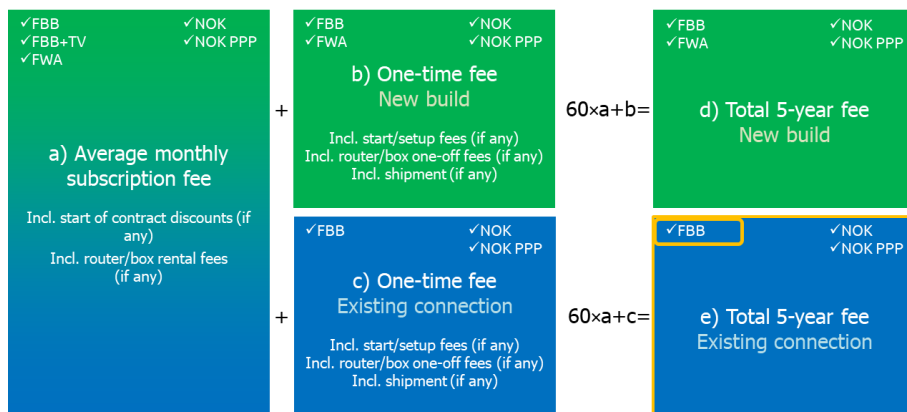 ✓FBB ✓NOK
✓FBB+TV ✓NOK PPP
✓FWA
a) Average monthly
subscription fee
Incl. start of contract discounts (if
any)
Incl. router/box rental fees
(if any)
+
✓FBB ✓NOK
✓FWA ✓NOK PPP
b) One-time fee
New build
Incl. start/setup fees (if any)
Incl. router/box one-off fees (if any)
Incl. shipment (if any)
60×a+b=
✓FBB ✓NOK
✓FWA ✓NOK PPP
d) Total 5-year fee
New build
+
✓FBB ✓NOK
✓NOK PPP
c) One-time fee
Existing connection
Incl. start/setup fees (if any)
Incl. router/box one-off fees (if any)
Incl. shipment (if any)
60×a+c=
✓FBB ✓NOK
✓NOK PPP
e) Total 5-year fee
Existing connection